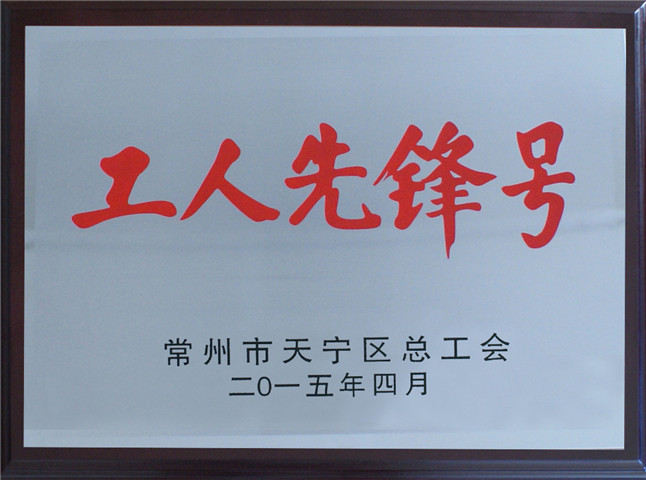 工人先锋号
常州市天宁区总工会
二0一五年四月